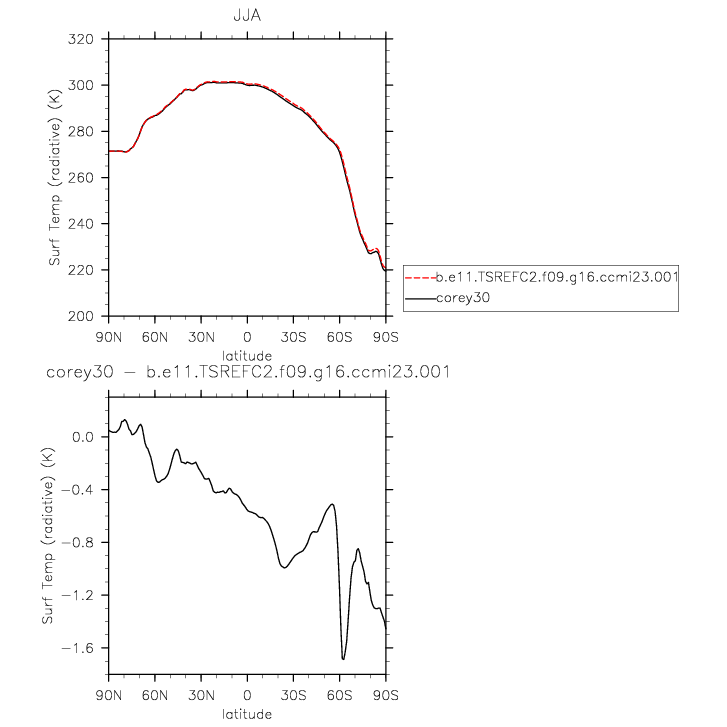 JJA
320
300
280
260
240
220
200
Surf Temp (radiative) (K)
90N 60N 30N 0 30S 60S 90S
latitude
b.e11.TSREFC2.f09.g16.ccmi23.001
corey30
corey30 − b.e11.TSREFC2.f09.g16.ccmi23.001
0.0
−0.4
−0.8
−1.2
−1.6
Surf Temp (radiative) (K)
90N 60N 30N 0 30S 60S 90S
latitude